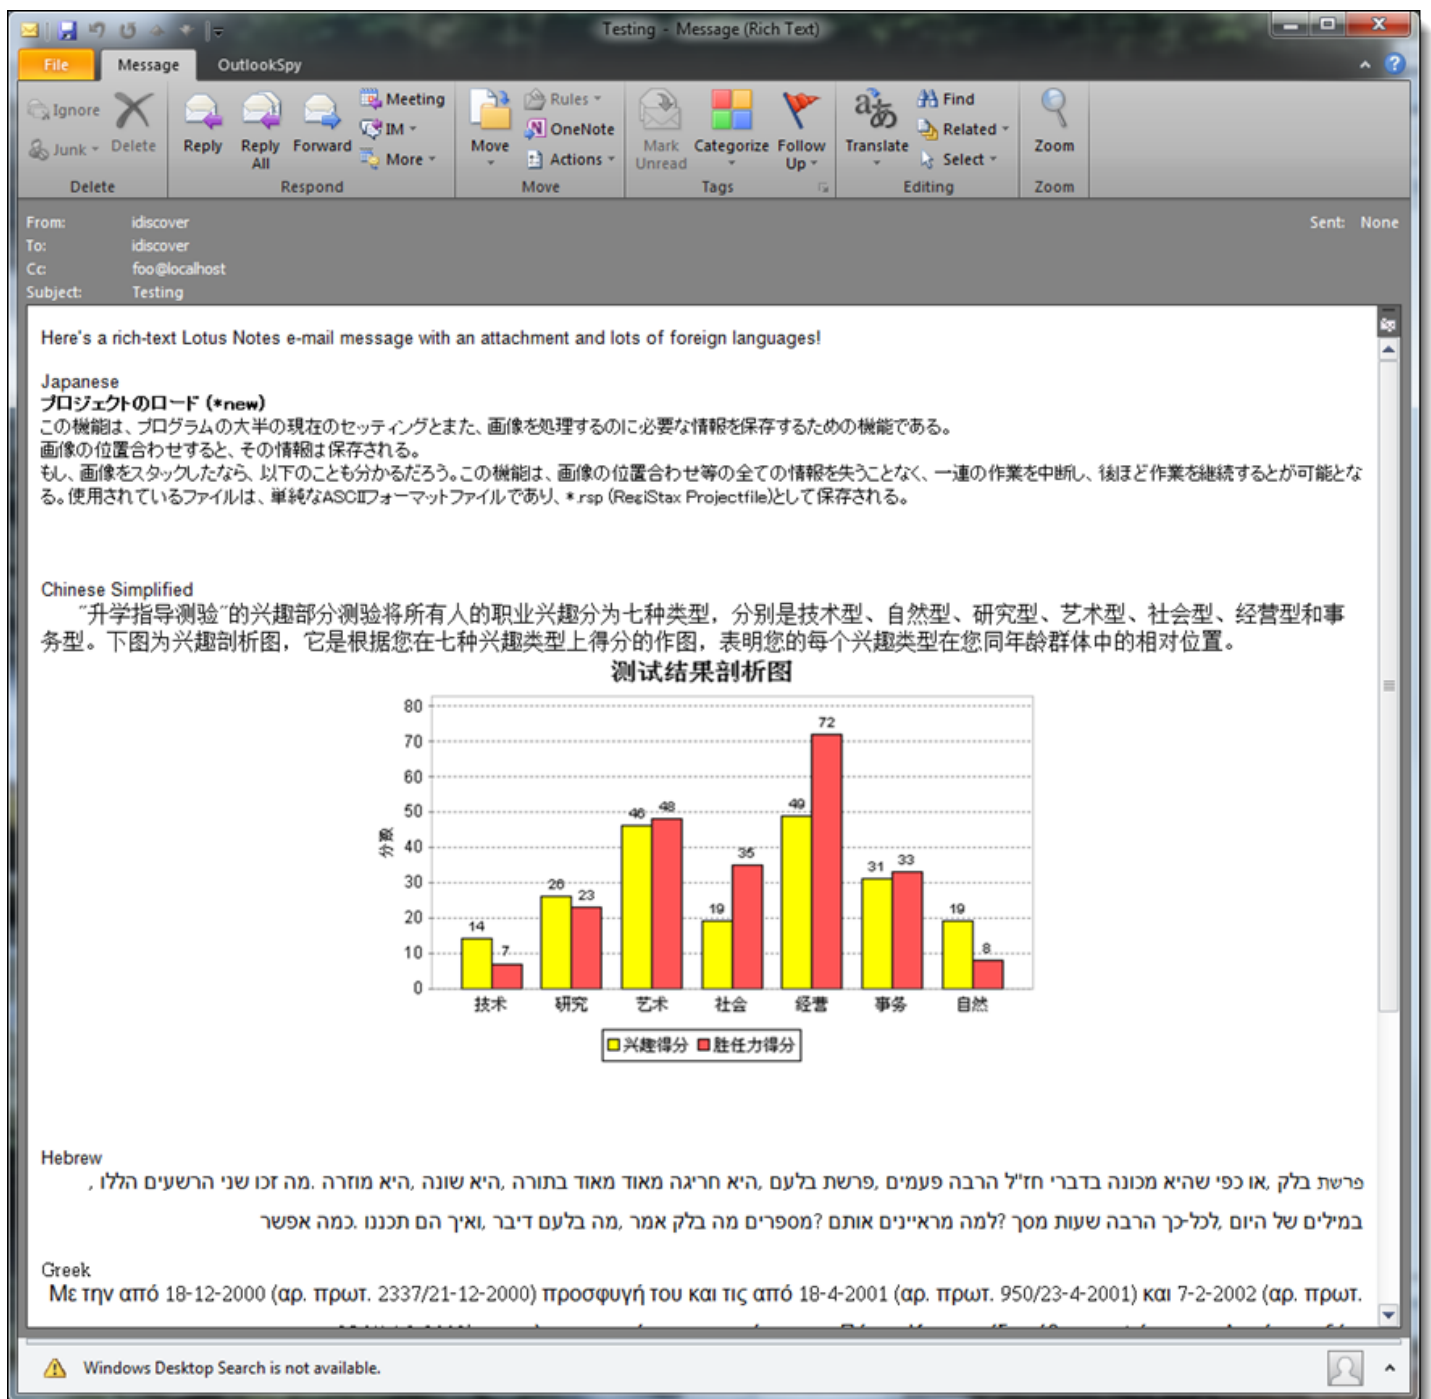 Testing - Message (Rich Text)
File Message OutlookSpy
Ignore
Junk
Delete
Delete
Reply
Reply All
Forward
Meeting
IM
More
Respond
Move
Rules
OneNote
Actions
Move
Mark Unread
Categorize
Follow Up
Tags
Translate
Find
Related
Select
Editing
Zoom
Zoom
From: idiscover
Sent: None
To: idiscover
Cc: foo@localhost
Subject: Testing
Here's a rich-text Lotus Notes e-mail message with an attachment and lots of foreign languages!
Japanese
プロジェクトのロード (*new)
この機能は、プログラムの大半の現在のセッティングとまた、画像を処理するのに必要な情報を保存するための機能である。
画像の位置合わせすると、その情報は保存される。
もし、画像をスタックしたなら、以下のことも分かるだろう。この機能は、画像の位置合わせ等の全ての情報を失うことなく、一連の作業を中断し、後ほど作業を継続するとが可能とな
る。使用されているファイルは、単純なASCIIフォーマットファイルであり、*.rsp (RegiStax Projectfile)として保存される。
Chinese Simplified
"升学指导测验"的兴趣部分测验将所有人的职业兴趣分为七种类型，分别是技术型、自然型、研究型、艺术型、社会型、经营型和事
务型。下图为兴趣剖析图，它是根据您在七种兴趣类型上得分的作图，表明您的每个兴趣类型在您同年龄群体中的相对位置。
测试结果剖析图
分数
80
70
60
50
40
30
20
10
0
14 7 26 23 46 48 19 35 49 72 31 33 19 8
技术 研究 艺术 社会 经营 事务 自然
兴趣得分 胜任力得分
Hebrew
פרשת בלק ,או כפי שהיא מכונה בדברי חז"ל הרבה פעמים ,פרשת בלעם ,היא חריגה מאוד מאוד בתורה ,היא שונה ,היא מוזרה .מה זכו שני הרשעים הללו ,
במילים של היום ,לכל-כך הרבה שעות מסך ?למה מראיינים אותם ?מספרים מה בלק אמר ,מה בלעם דיבר ,ואיך הם תכננו .כמה אפשר
Greek
Με την από 18-12-2000 (αρ. πρωτ. 2337/21-12-2000) προσφυγή του και τις από 18-4-2001 (αρ. πρωτ. 950/23-4-2001) και 7-2-2002 (αρ. πρωτ.
Windows Desktop Search is not available.